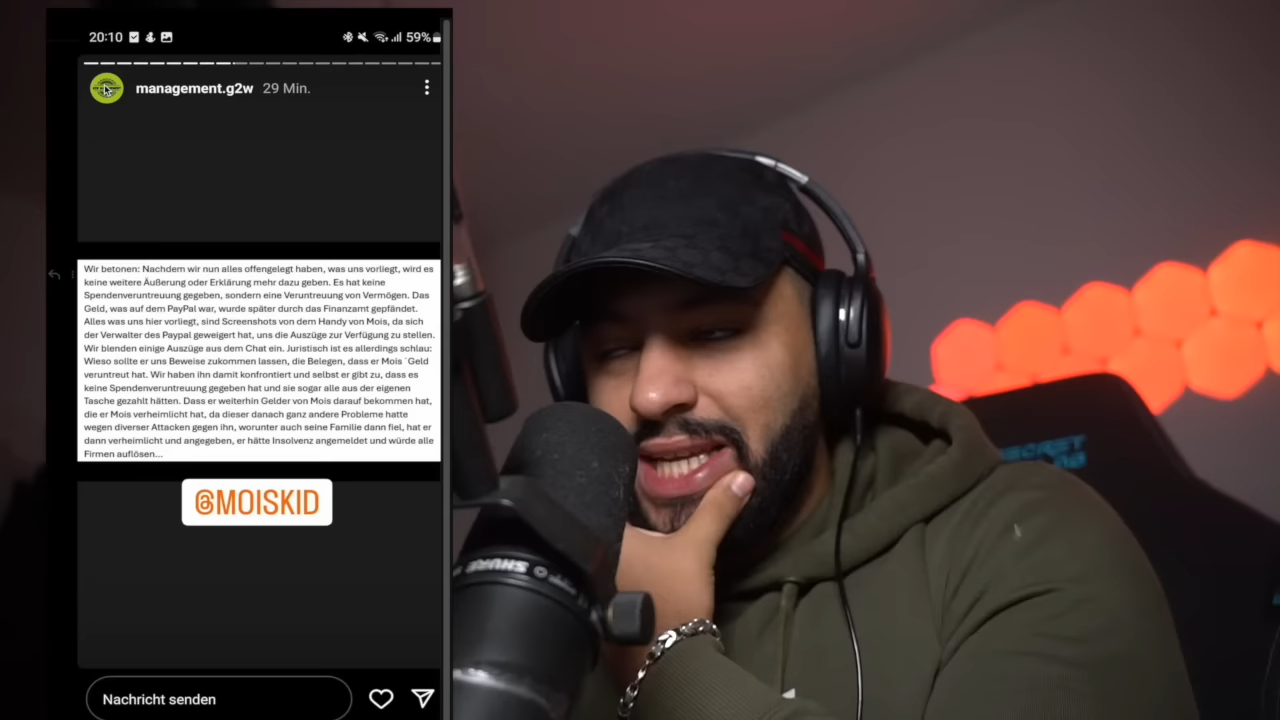 20:10
59%
management.g2w 29 Min.
Wir betonen: Nachdem wir nun alles offengelegt haben, was uns vorliegt, wird es
keine weitere Äußerung oder Erklärung mehr dazu geben. Es hat keine
Spendenveruntreuung gegeben, sondern eine Veruntreuung von Vermögen. Das
Geld, was auf dem PayPal war, wurde später durch das Finanzamt gepfändet.
Alles was uns hier vorliegt, sind Screenshots von dem Handy von Mois, da sich
der Verwalter des Paypal geweigert hat, uns die Auszüge zur Verfügung zu stellen.
Wir blenden einige Auszüge aus dem Chat ein. Juristisch ist es allerdings schlau:
Wieso sollte er uns Beweise zukommen lassen, die Belegen, dass er Mois´Geld
veruntreut hat. Wir haben ihn damit konfrontiert und selbst er gibt zu, dass es
keine Spendenveruntreuung gegeben hat und sie sogar alle aus der eigenen
Tasche gezahlt hätten. Dass er weiterhin Gelder von Mois darauf bekommen hat,
die er Mois verheimlicht hat, da dieser danach ganz andere Probleme hatte
wegen diverser Attacken gegen ihn, worunter auch seine Familie dann fiel, hat er
dann verheimlicht und angegeben, er hätte Insolvenz angemeldet und würde alle
Firmen auflösen...
@MOISKID
Nachricht senden
SHURE